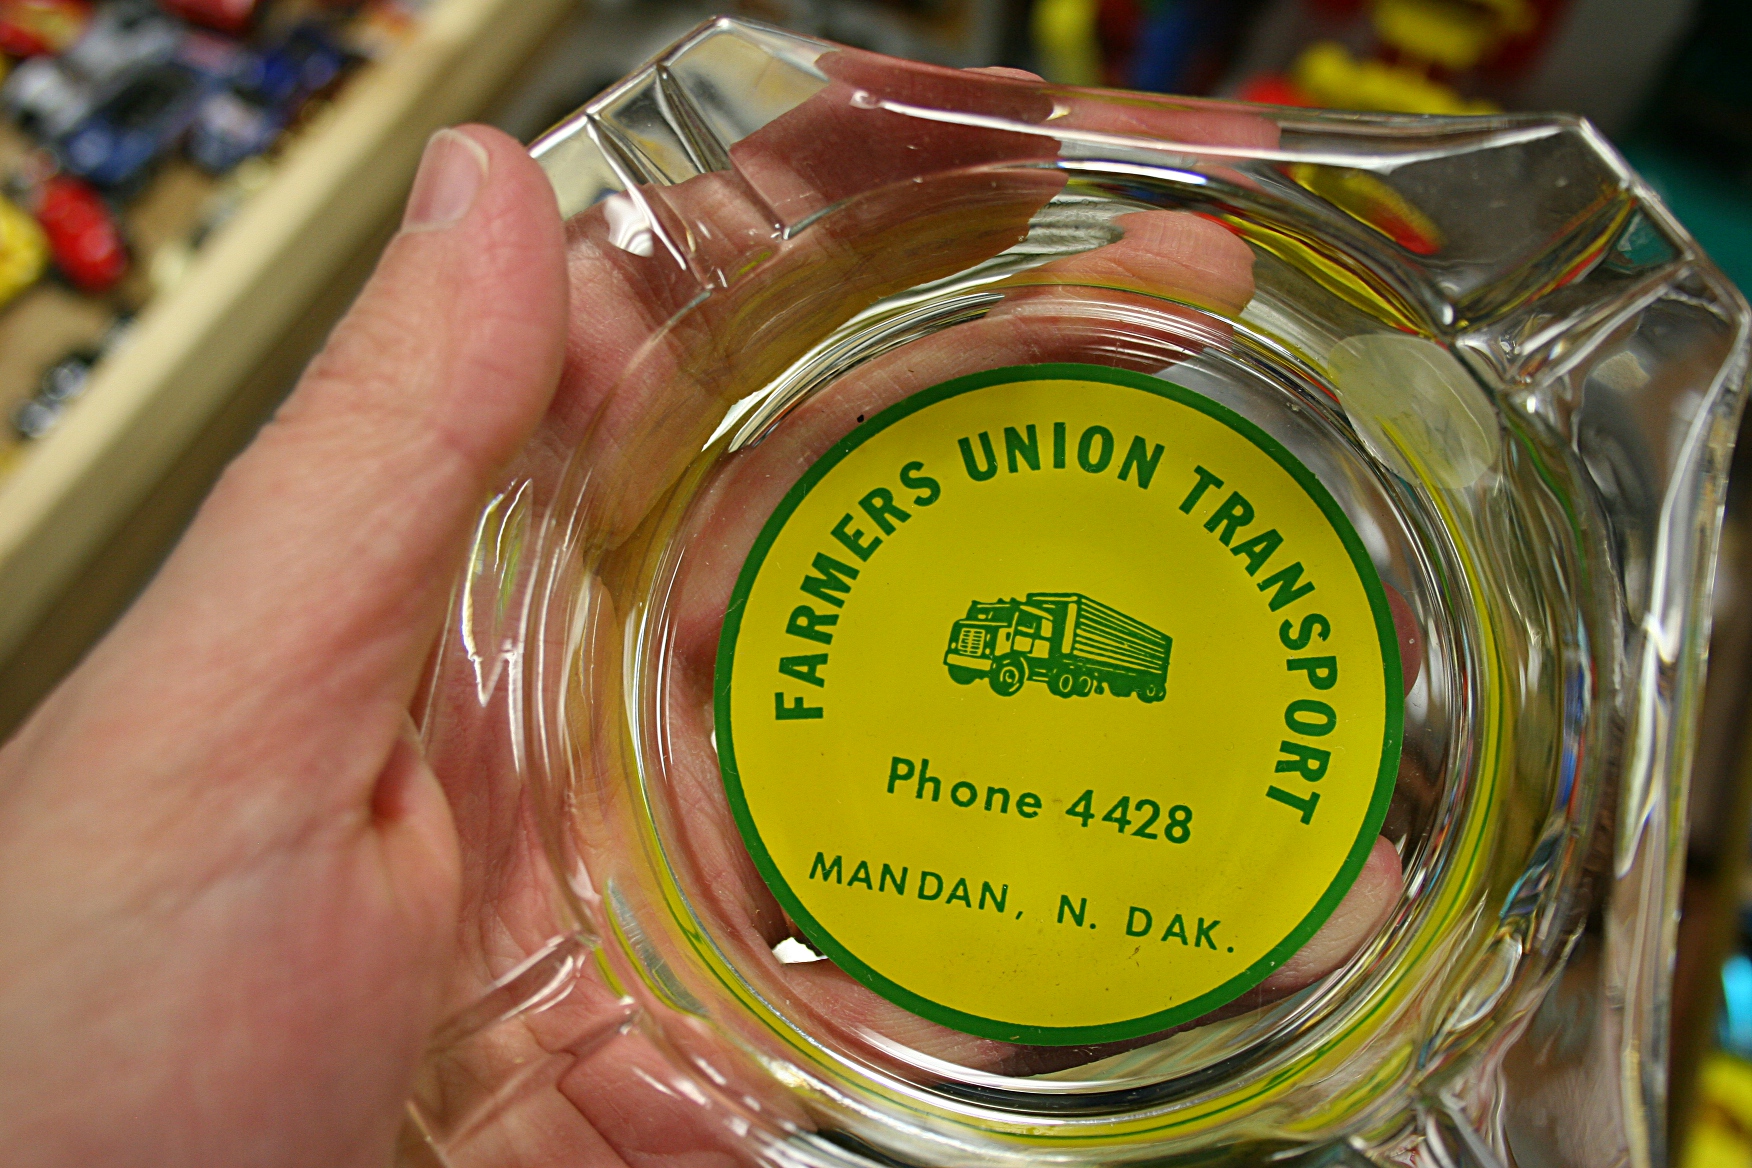 FARMERS UNION TRANSPORT
Phone 4428
MANDAN, N. DAK.